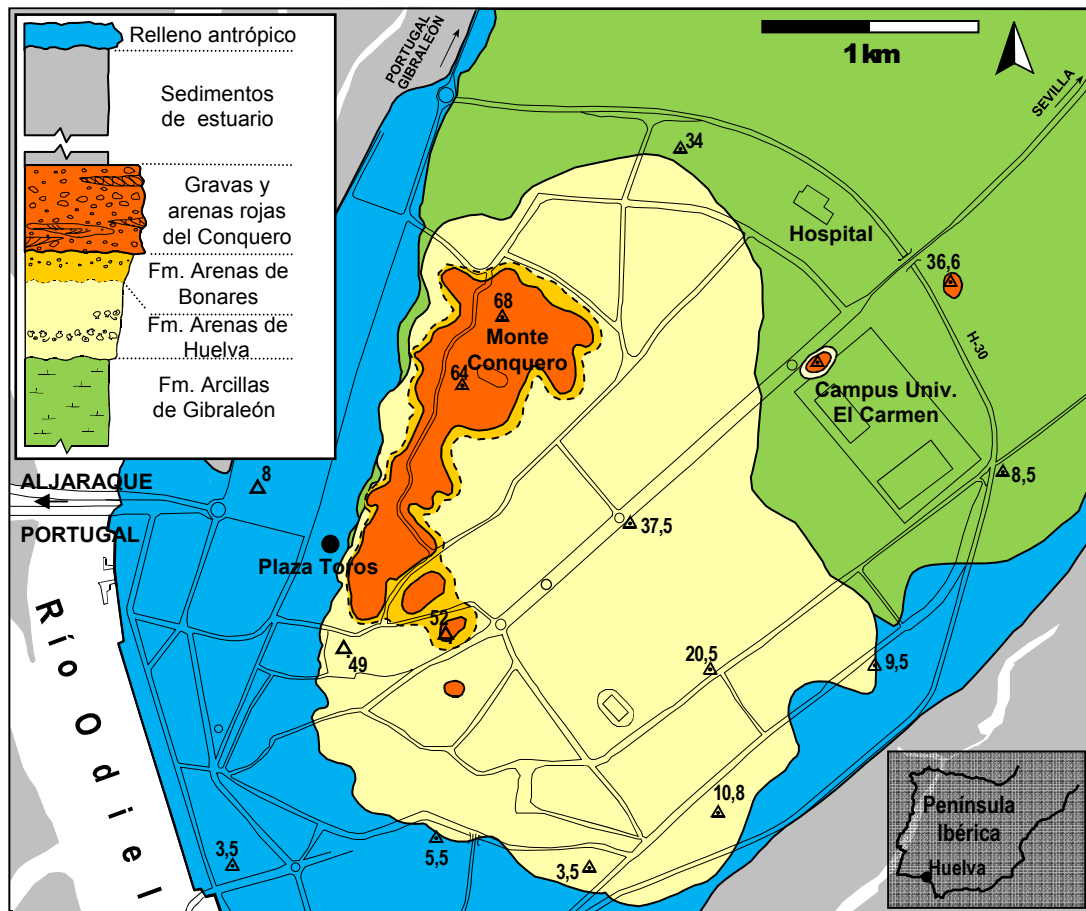 Relleno antrópico
Sedimentos
de estuario
Gravas y
arenas rojas
del Conquero
Fm. Arenas de
Bonares
Fm. Arenas de
Huelva
Fm. Arcillas
de Gibraleón
PORTUGAL
GIBRALEÓN
1km
SEVILLA
34
Hospital
36,6
H-30
68
Monte
Conquero
64
Campus Univ.
El Carmen
8
ALJARAQUE
PORTUGAL
8,5
37,5
Plaza Toros
52
49
20,5
9,5
Río Odiel
10,8
3,5
5,5
3,5
Península
Ibérica
Huelva